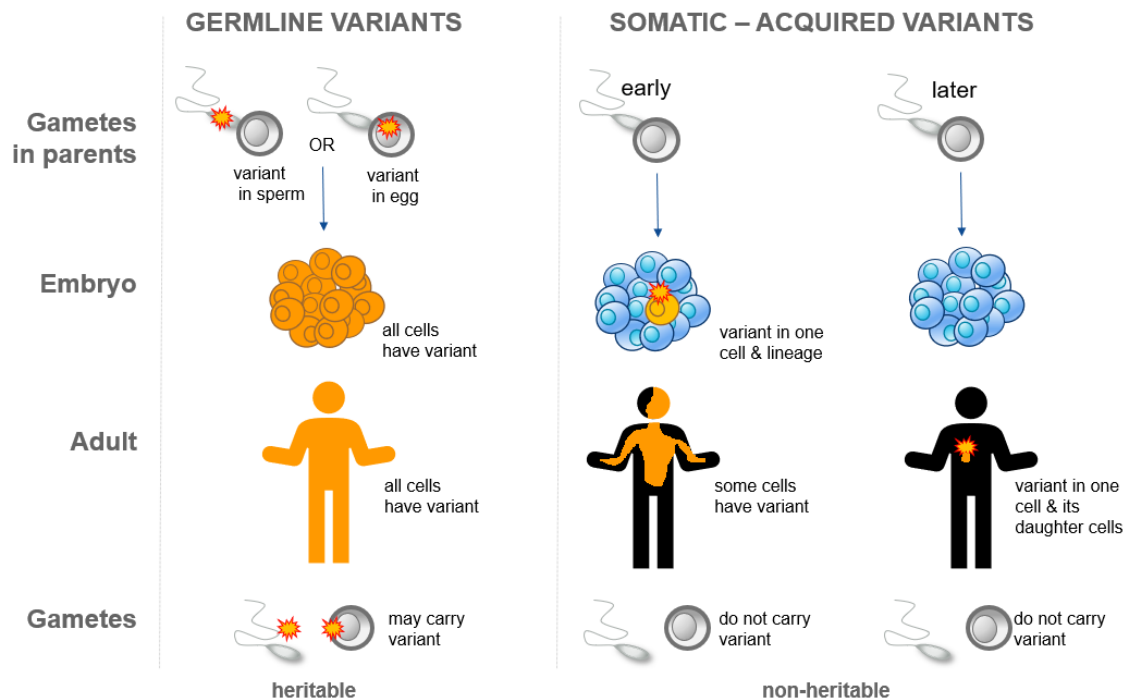 GERMLINE VARIANTS
SOMATIC – ACQUIRED VARIANTS
Gametes
in parents
OR
variant
in sperm
variant
in egg
early
later
Embryo
all cells
have variant
variant in one
cell & lineage
Adult
all cells
have variant
some cells
have variant
variant in one
cell & its
daughter cells
Gametes
may carry
variant
do not carry
variant
do not carry
variant
heritable
non-heritable